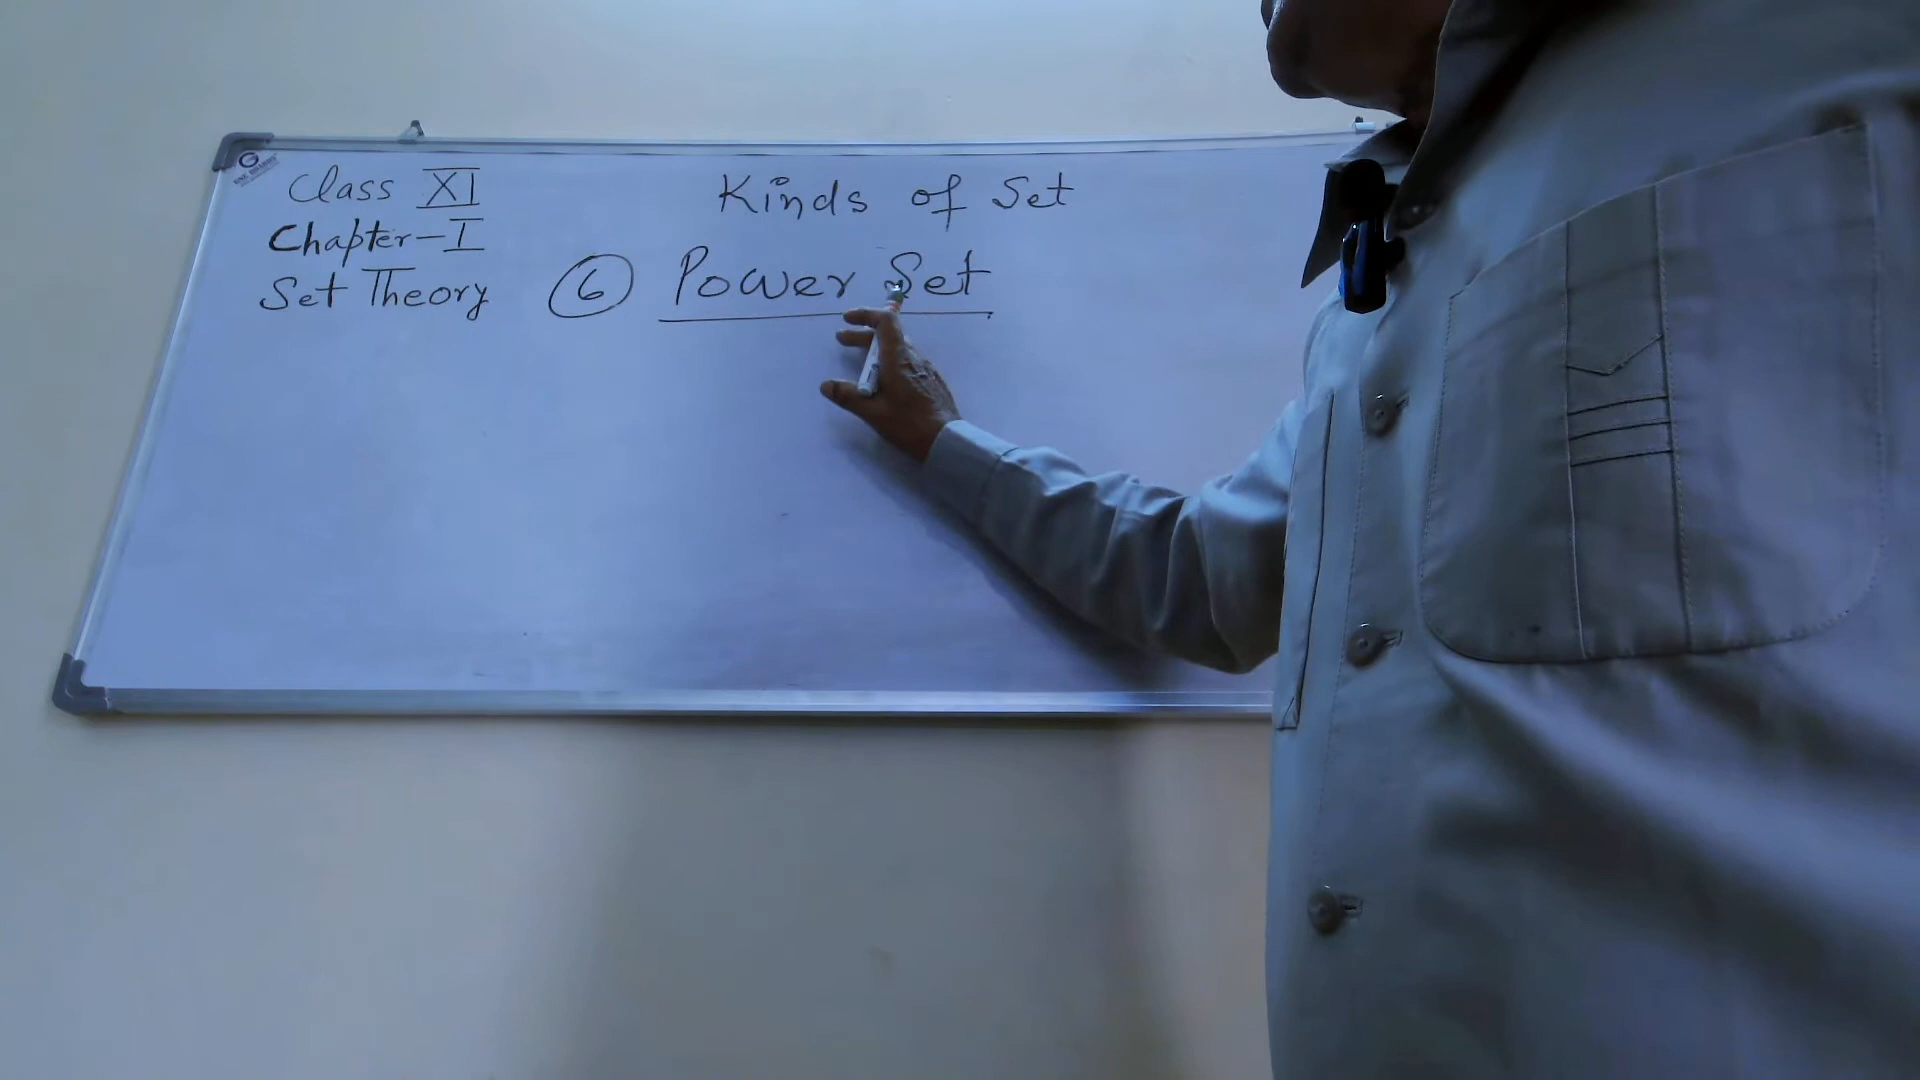 Class XI
Chapter-I
Set Theory
Kinds of Set
6 Power Set